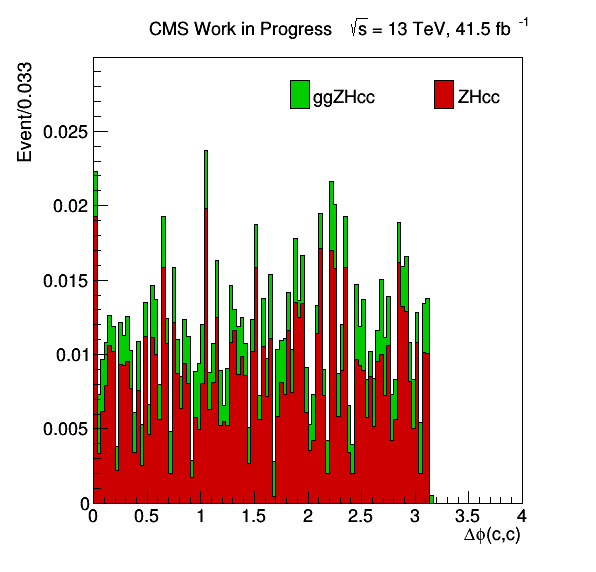 CMS Work in Progress √s = 13 TeV, 41.5 fb⁻¹
ggZHcc ZHcc
Event/0.033
0.025
0.02
0.015
0.01
0.005
0
0 0.5 1 1.5 2 2.5 3 3.5 4
Δϕ(c,c)